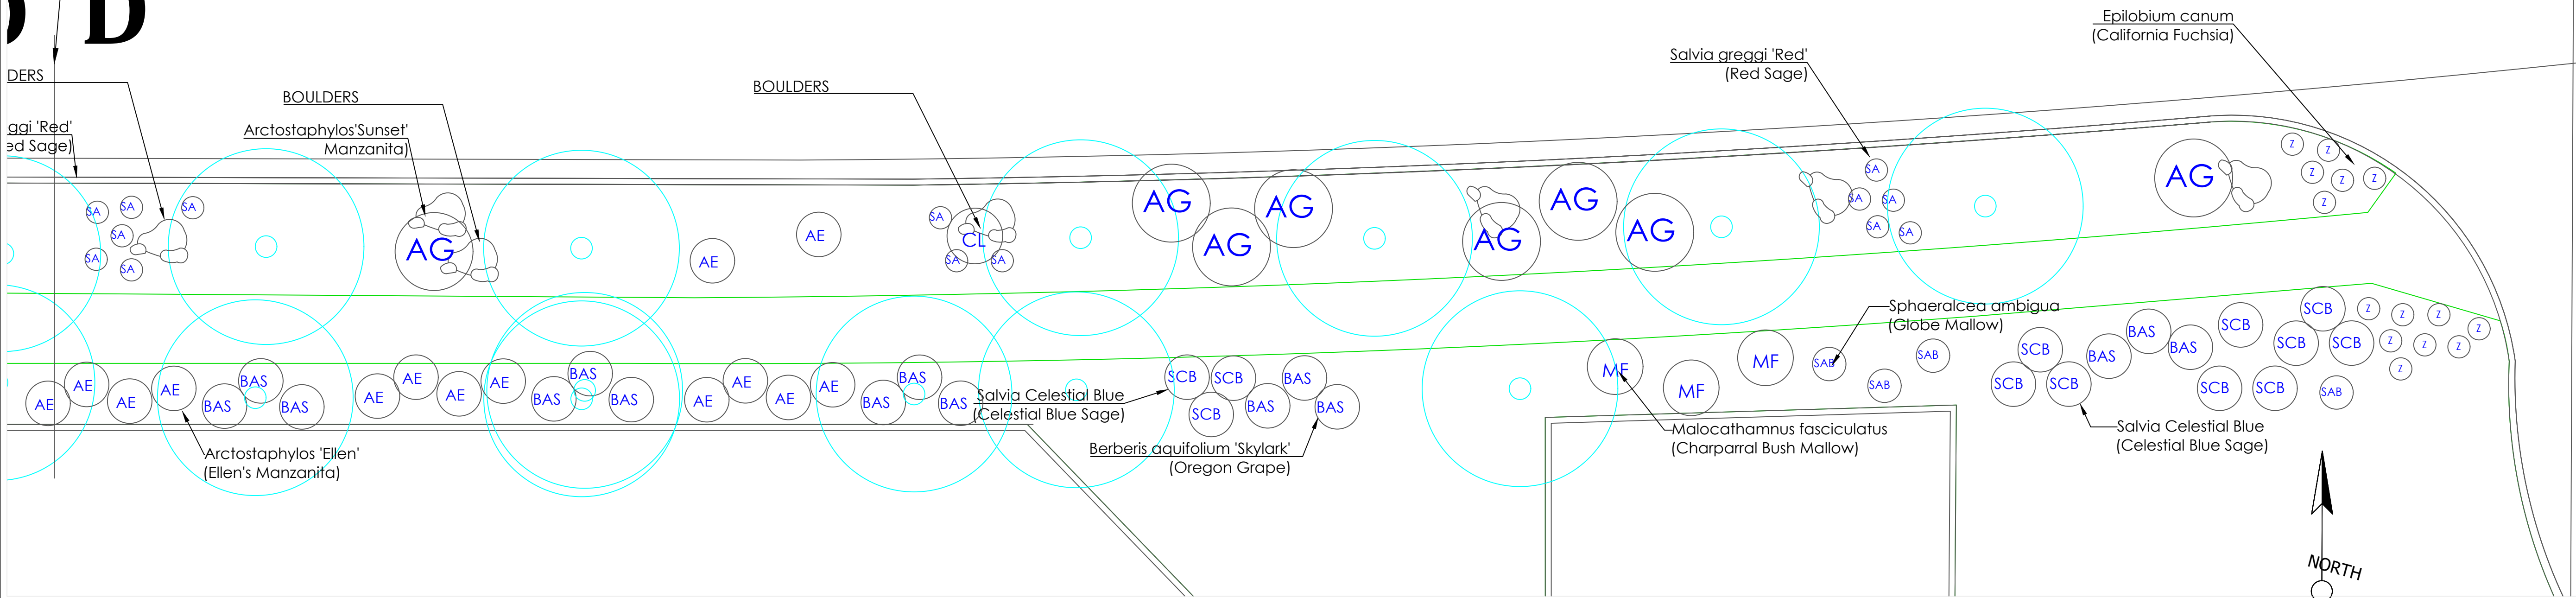 D
Epilobium canum
(California Fuchsia)
Salvia greggi 'Red'
(Red Sage)
DERS
BOULDERS
BOULDERS
ggi 'Red'
ed Sage)
Arctostaphylos'Sunset'
Manzanita)
SA SA SA SA SA SA
AG
AE
AE
SA CL SA SA
AG AG AG
AG AG AG
SA SA SA SA SA
AG
Z Z Z Z Z Z
Sphaeralcea ambigua
(Globe Mallow)
AE AE AE AE BAS BAS BAS
AE AE AE AE BAS BAS BAS
AE AE AE AE BAS BAS BAS
SCB SCB SCB BAS BAS BAS
MF MF MF
SAB SAB SAB
SCB SCB SCB BAS BAS BAS
SCB SCB SCB SCB SCB SCB SAB
Z Z Z Z Z Z Z Z
Salvia Celestial Blue
(Celestial Blue Sage)
Arctostaphylos 'Ellen'
(Ellen's Manzanita)
Berberis aquifolium 'Skylark'
(Oregon Grape)
Malocathamnus fasciculatus
(Charparral Bush Mallow)
Salvia Celestial Blue
(Celestial Blue Sage)
NORTH